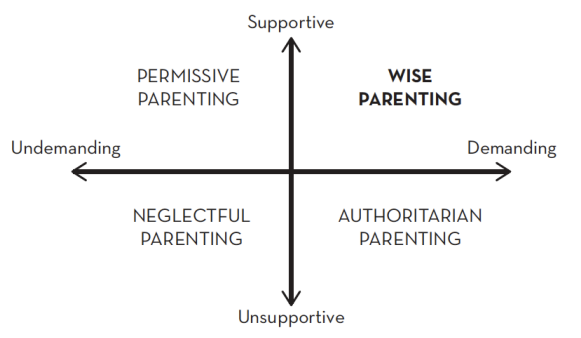 Supportive
PERMISSIVE
PARENTING
WISE
PARENTING
Undemanding
Demanding
NEGLECTFUL
PARENTING
AUTHORITARIAN
PARENTING
Unsupportive